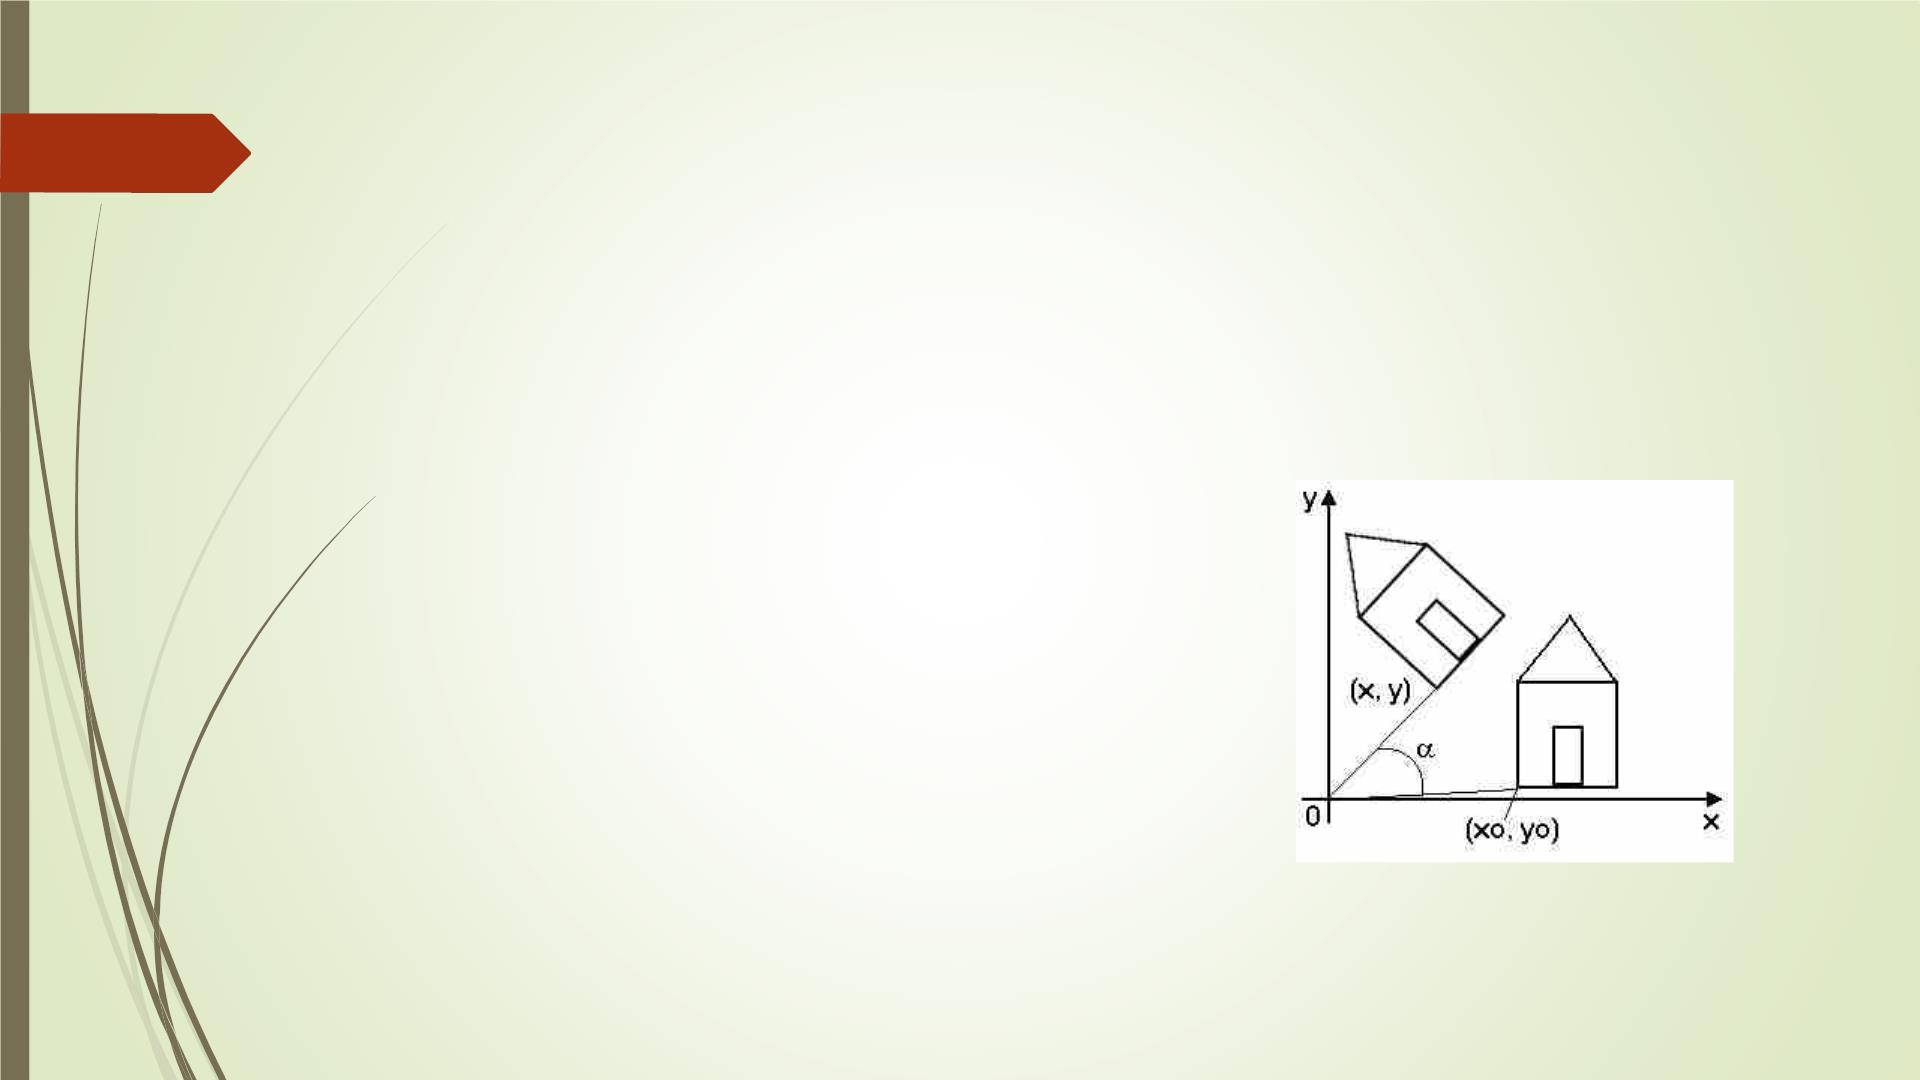 y
(x, y)
α
0
x
(xo, yo)